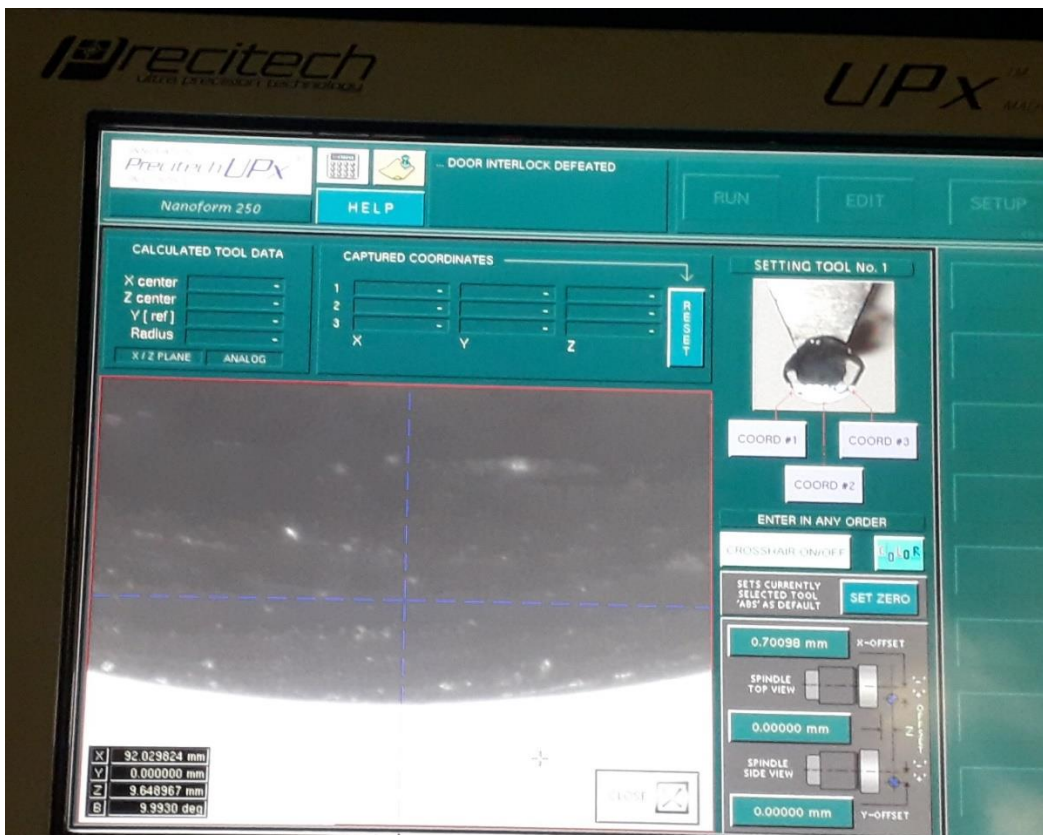 Precitech
ultra precision technology
UPx TM
Precitech UPx
Nanoform 250
HELP
... DOOR INTERLOCK DEFEATED
RUN
EDIT
SETUP
CALCULATED TOOL DATA
X center -
Z center -
Y [ ref ] -
Radius -
X / Z PLANE ANALOG
CAPTURED COORDINATES
1 - - -
2 - - -
3 - - -
X Y Z
RESET
SETTING TOOL No. 1
COORD #1
COORD #3
COORD #2
ENTER IN ANY ORDER
CROSSHAIR ON/OFF
COLOR
SETS CURRENTLY
SELECTED TOOL
'ABS' AS DEFAULT
SET ZERO
0.70098 mm
X-OFFSET
SPINDLE
TOP VIEW
0.00000 mm
Z
SPINDLE
SIDE VIEW
0.00000 mm
Y-OFFSET
X 92.029824 mm
Y 0.000000 mm
Z 9.648967 mm
B 9.9930 deg
CLOSE